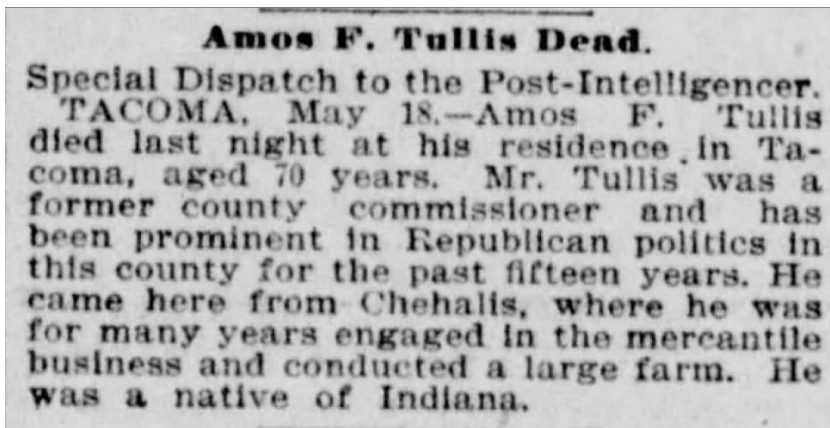 Amos F. Tullis Dead.
Special Dispatch to the Post-Intelligencer.
TACOMA, May 18.—Amos F. Tullis
died last night at his residence in Ta-
coma, aged 70 years. Mr. Tullis was a
former county commissioner and has
been prominent in Republican politics in
this county for the past fifteen years. He
came here from Chehalis, where he was
for many years engaged in the mercantile
business and conducted a large farm. He
was a native of Indiana.